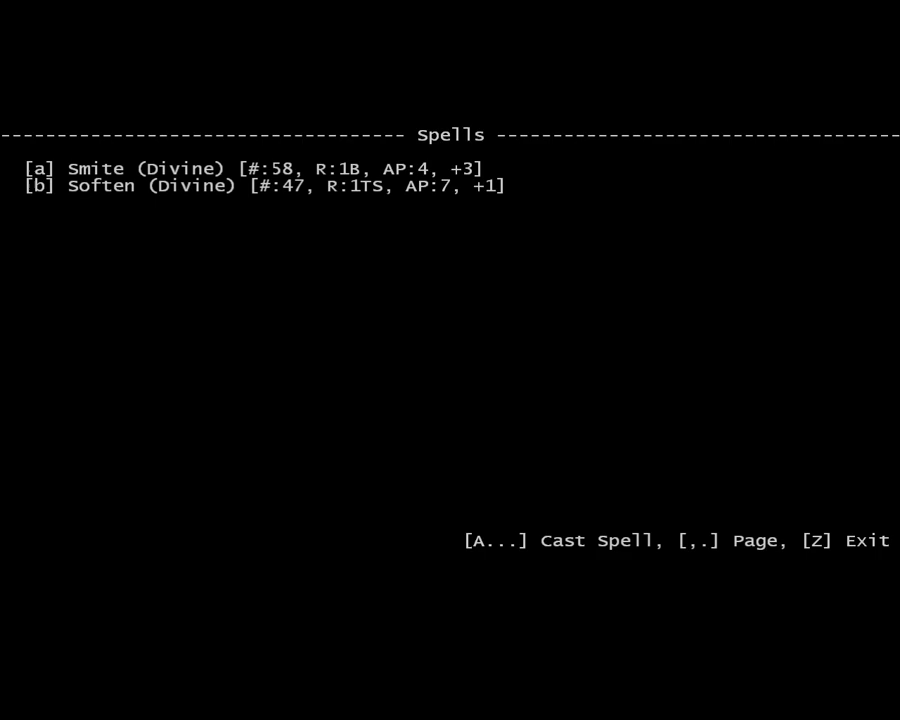 ------------------------------------ Spells ------------------------------------
[a] Smite (Divine) [#:58, R:1B, AP:4, +3]
[b] Soften (Divine) [#:47, R:1TS, AP:7, +1]
[A...] Cast Spell, [,.] Page, [Z] Exit